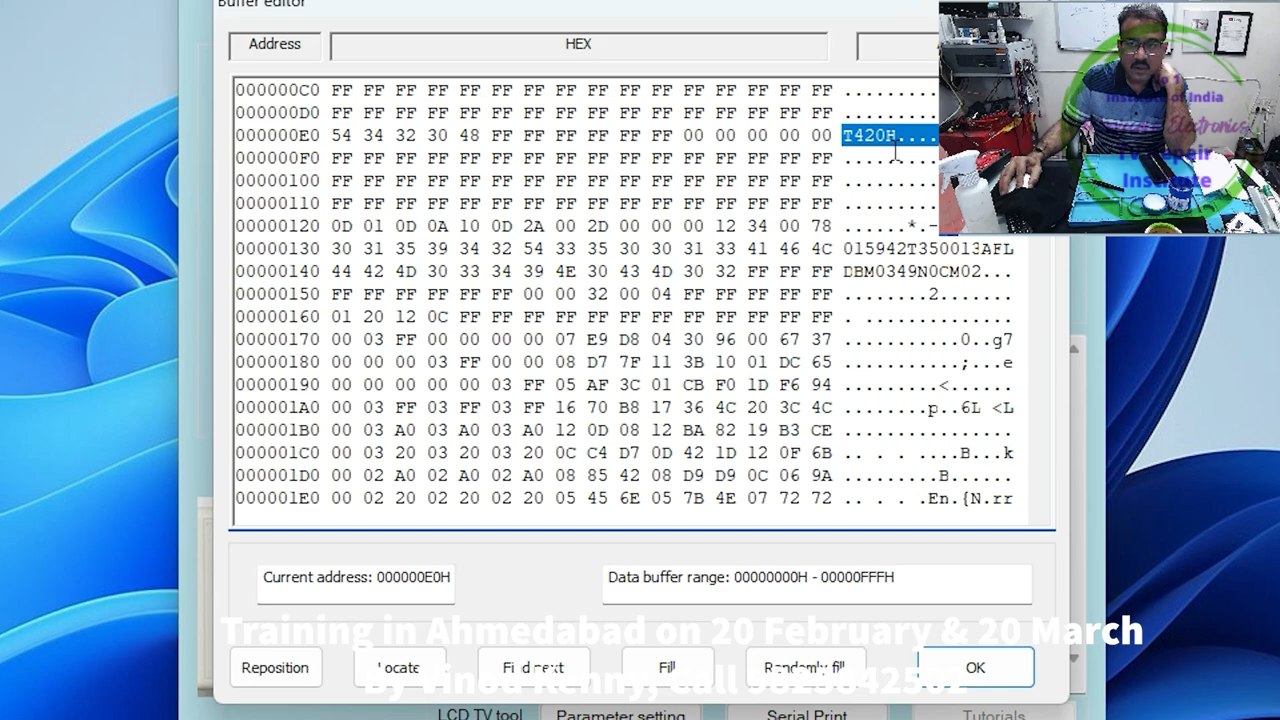 Buffer editor
Address HEX
000000C0 FF FF FF FF FF FF FF FF FF FF FF FF FF FF FF FF ..........
000000D0 FF FF FF FF FF FF FF FF FF FF FF FF FF FF FF FF ..........
000000E0 54 34 32 30 48 FF FF FF FF FF FF 00 00 00 00 00 T420H....
000000F0 FF FF FF FF FF FF FF FF FF FF FF FF FF FF FF FF ..........
00000100 FF FF FF FF FF FF FF FF FF FF FF FF FF FF FF FF ..........
00000110 FF FF FF FF FF FF FF FF FF FF FF FF FF FF FF FF ..........
00000120 0D 01 0D 0A 10 0D 2A 00 2D 00 00 00 12 34 00 78 ......*.-
00000130 30 31 35 39 34 32 54 33 35 30 30 31 33 41 46 4C 015942T350013AFL
00000140 44 42 4D 30 33 34 39 4E 30 43 4D 30 32 FF FF FF DBM0349N0CM02...
00000150 FF FF FF FF FF FF 00 00 32 00 04 FF FF FF FF FF ........2.......
00000160 01 20 12 0C FF FF FF FF FF FF FF FF FF FF FF FF . ..............
00000170 00 03 FF 00 00 00 00 07 E9 D8 04 30 96 00 67 37 ...........0..g7
00000180 00 00 00 03 FF 00 00 08 D7 7F 11 3B 10 01 DC 65 ...........;...e
00000190 00 00 00 00 00 03 FF 05 AF 3C 01 CB F0 1D F6 94 .........<......
000001A0 00 03 FF 03 FF 03 FF 16 70 B8 17 36 4C 20 3C 4C ........p..6L <L
000001B0 00 03 A0 03 A0 03 A0 12 0D 08 12 BA 82 19 B3 CE ................
000001C0 00 03 20 03 20 03 20 0C C4 D7 0D 42 1D 12 0F 6B .. . . ....B...k
000001D0 00 02 A0 02 A0 02 A0 08 85 42 08 D9 D9 0C 06 9A .........B......
000001E0 00 02 20 02 20 02 20 05 45 6E 05 7B 4E 07 72 72 .. . . .En.{N.rr
Current address: 000000E0H Data buffer range: 00000000H - 00000FFFH
Training in Ahmedabad on 20 February & 20 March
Reposition Locate Find next Fill Randomly fill OK
LCD TV tool Parameter setting Serial Print Tutorials
No 1
Institute of India
Electronics
TV Repair
Institute